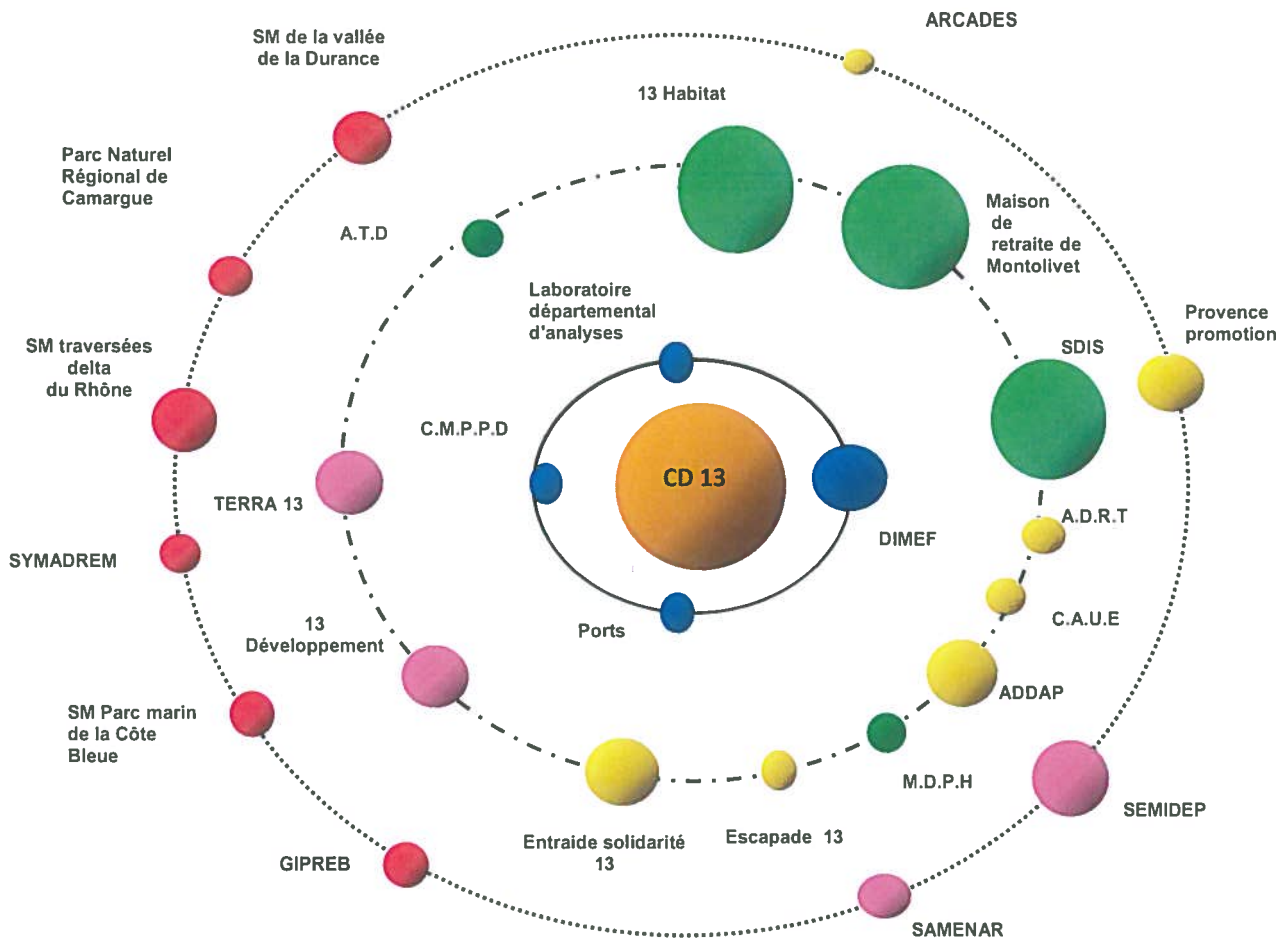 ARCADES
SM de la vallée
de la Durance
13 Habitat
Parc Naturel
Régional de
Camargue
A.T.D
Maison
de
retraite de
Montolivet
Laboratoire
départemental
d'analyses
Provence
promotion
SM traversées
delta
du Rhône
SDIS
C.M.P.P.D
CD 13
TERRA 13
A.D.R.T
DIMEF
SYMADREM
C.A.U.E
13
Développement
Ports
ADDAP
SM Parc marin
de la Côte
Bleue
M.D.P.H
SEMIDEP
Entraide solidarité
13
Escapade 13
GIPREB
SAMENAR